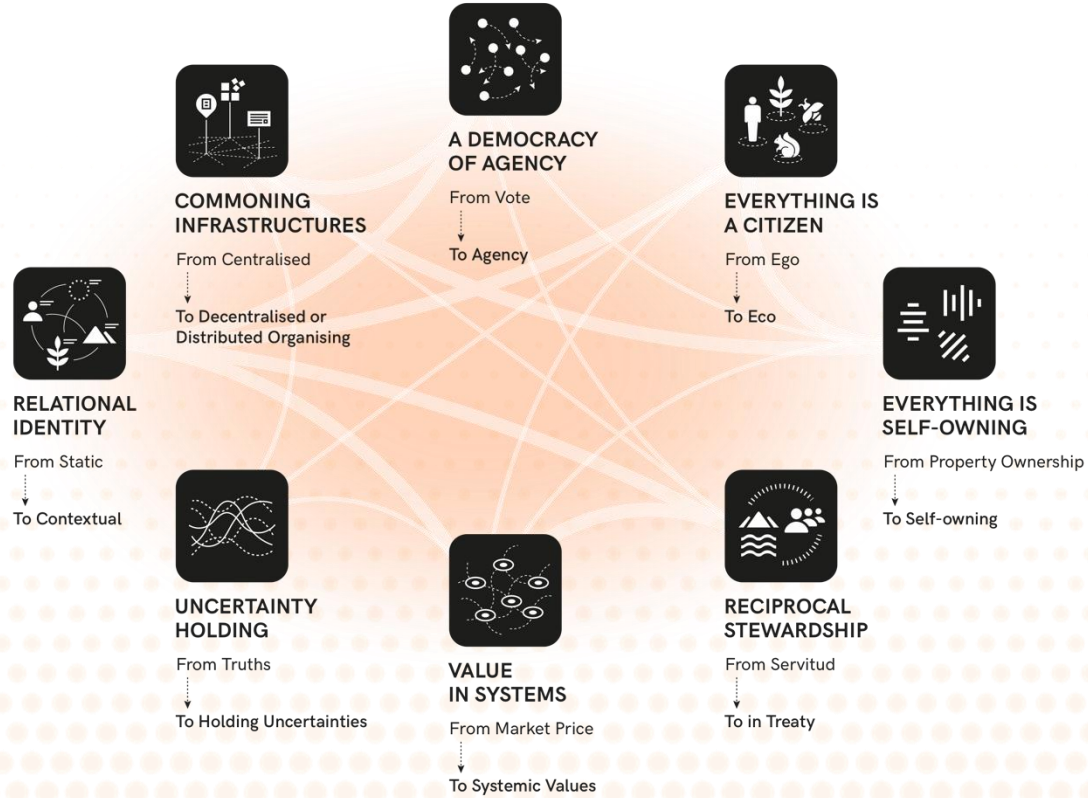 A DEMOCRACY
OF AGENCY
From Vote
To Agency
COMMONING
INFRASTRUCTURES
From Centralised
To Decentralised or
Distributed Organising
EVERYTHING IS
A CITIZEN
From Ego
To Eco
RELATIONAL
IDENTITY
From Static
To Contextual
EVERYTHING IS
SELF-OWNING
From Property Ownership
To Self-owning
UNCERTAINTY
HOLDING
From Truths
To Holding Uncertainties
VALUE
IN SYSTEMS
From Market Price
To Systemic Values
RECIPROCAL
STEWARDSHIP
From Servitud
To in Treaty